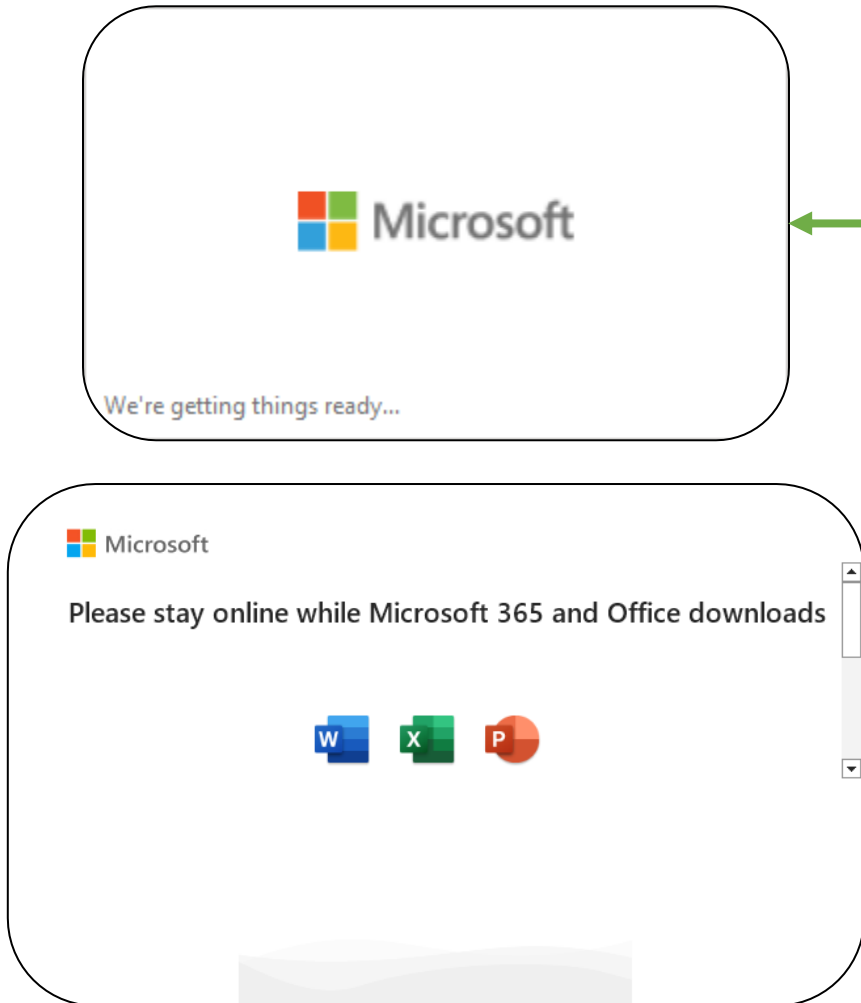 Microsoft
We're getting things ready...
Microsoft
Please stay online while Microsoft 365 and Office downloads
W X P